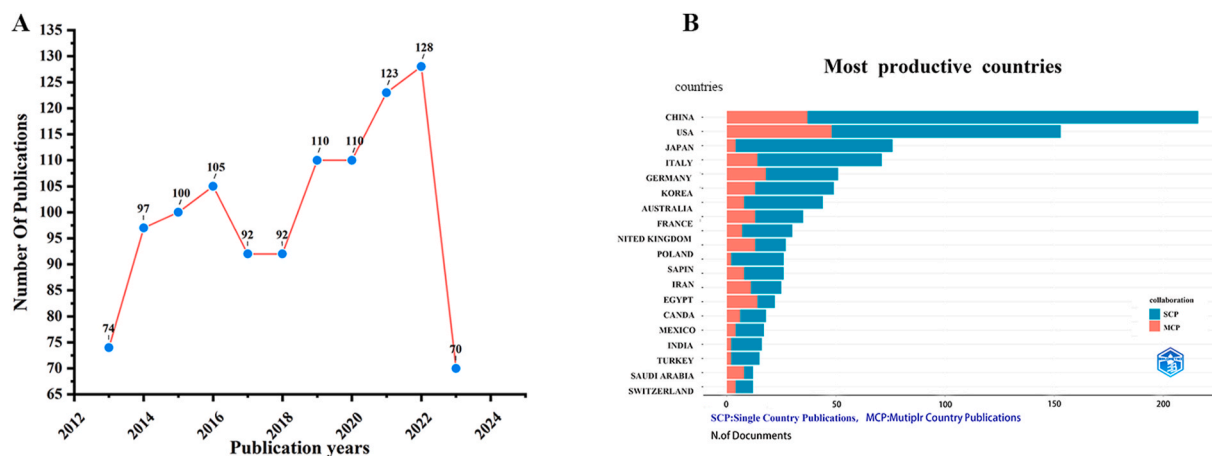 A
Number Of Publications
135
130
125
120
115
110
105
100
95
90
85
80
75
70
65
74
97
100
105
92
92
110
110
123
128
70
2012
2014
2016
2018
2020
2022
2024
Publication years
B
Most productive countries
countries
CHINA
USA
JAPAN
ITALY
GERMANY
KOREA
AUSTRALIA
FRANCE
NITED KINGDOM
POLAND
SAPIN
IRAN
EGYPT
CANDA
MEXICO
INDIA
TURKEY
SAUDI ARABIA
SWITZERLAND
collaboration
SCP
MCP
0
50
100
150
200
SCP:Single Country Publications, MCP:Mutiplr Country Publications
N.of Docunments